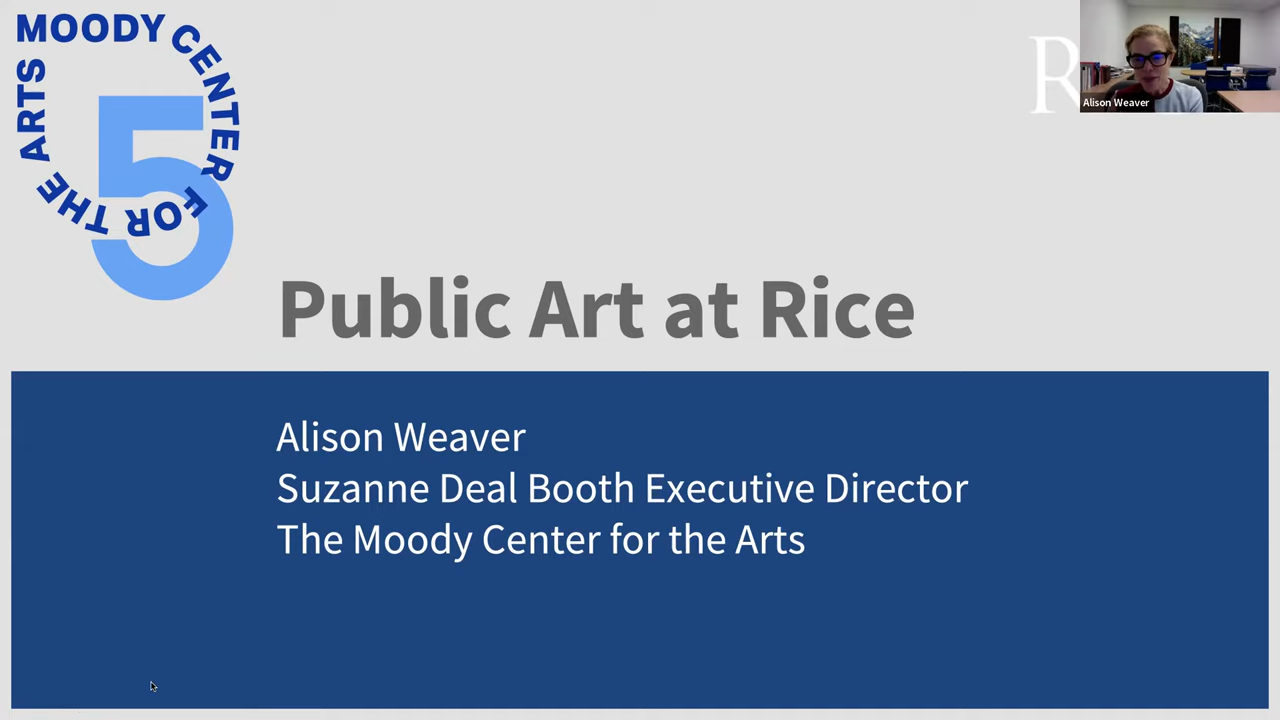 MOODY CENTER FOR THE ARTS
5
R
Alison Weaver
Public Art at Rice
Alison Weaver
Suzanne Deal Booth Executive Director
The Moody Center for the Arts